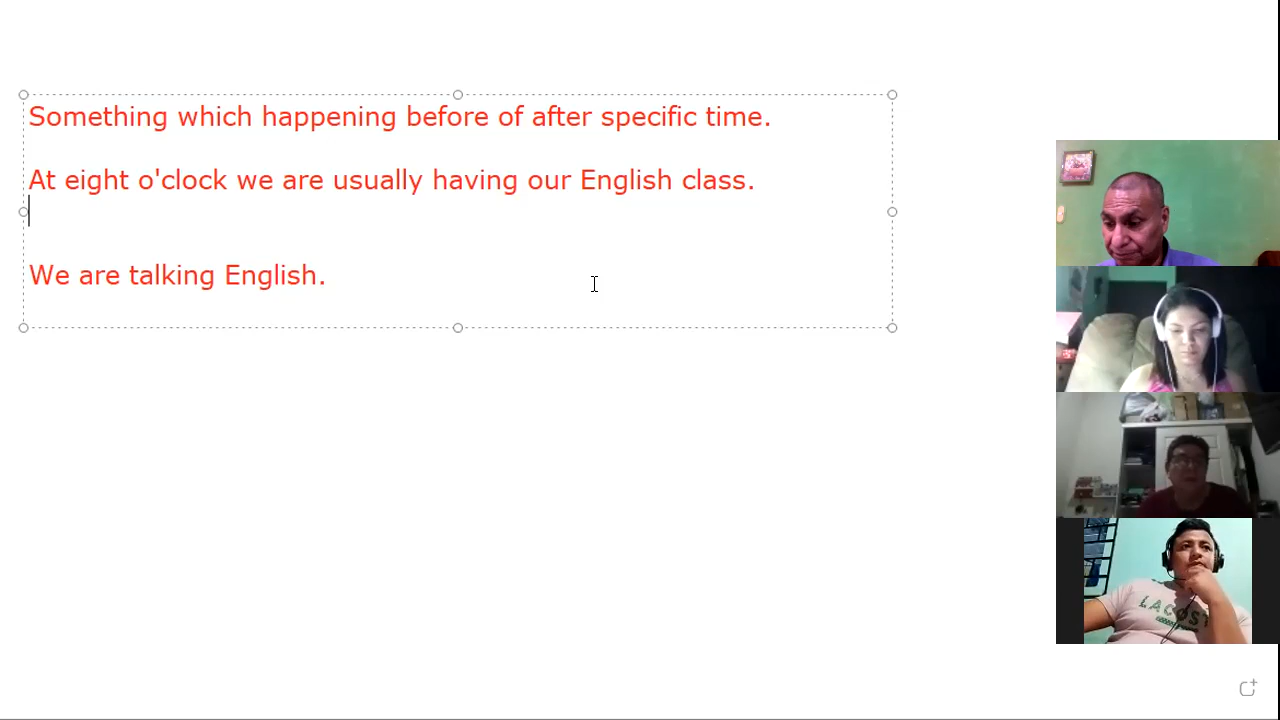 Something which happening before of after specific time.
At eight o'clock we are usually having our English class.
We are talking English.
LACOST